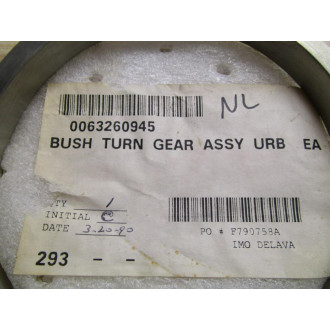 NL
0063260945
BUSH TURN GEAR ASSY URB EA
TY 1
INITIAL C
DATE 3-20-90
PO # E790758A
IMO DELAVA
293 - -